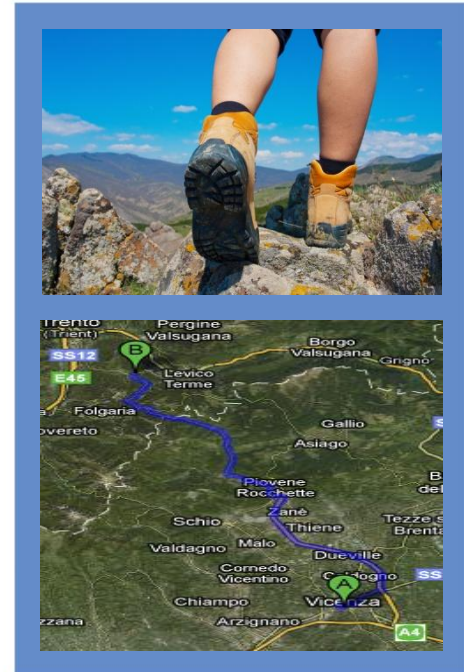 Trento
(Trient)
Pergine
Valsugana
SS12
B
Borgo
Valsugana
Grigno
E45
Levico
Terme
Folgaria
overeto
Gallio
Asiago
Piovene
Rocchette
Zanè
Schio
Thiene
Malo
Valdagno
Tezze s
Brenta
Dueville
Cornedo
Vicentino
Caldogno
SS
A
Chiampo
Vicenza
zzana
Arzignano
A4